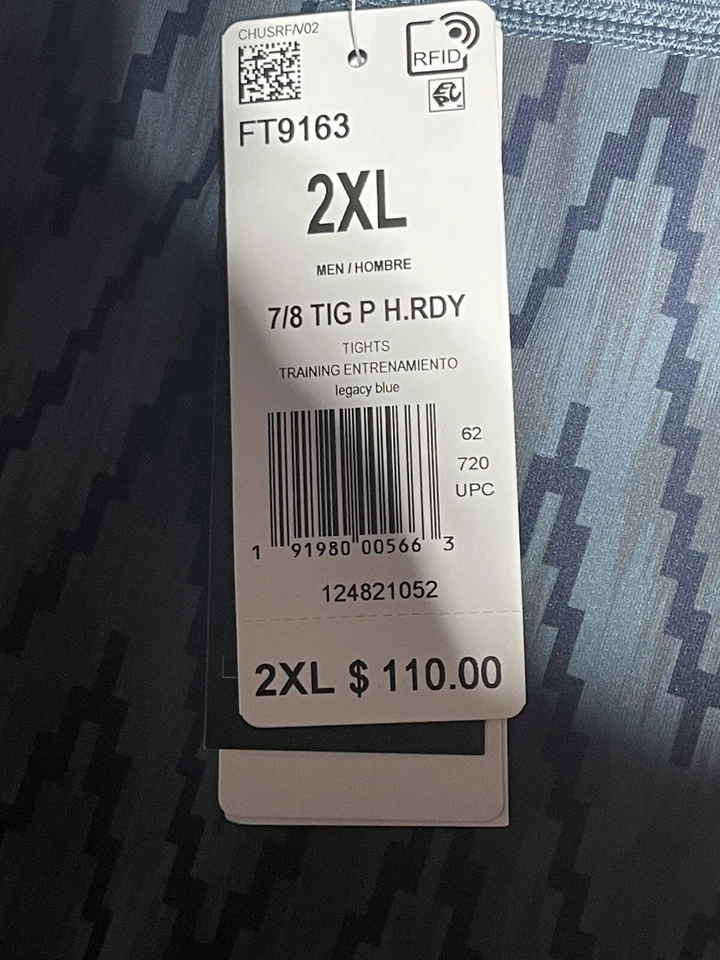 CHUSRF/V02
RFID
FT9163
2XL
MEN / HOMBRE
7/8 TIG P H.RDY
TIGHTS
TRAINING ENTRENAMIENTO
legacy blue
62
720
UPC
1 91980 00566 3
124821052
2XL $ 110.00